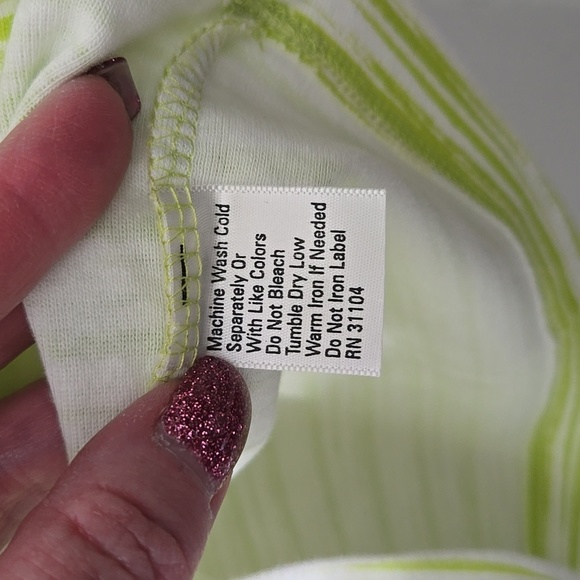 Machine Wash Cold
Separately Or
With Like Colors
Do Not Bleach
Tumble Dry Low
Warm Iron If Needed
Do Not Iron Label
RN 31104